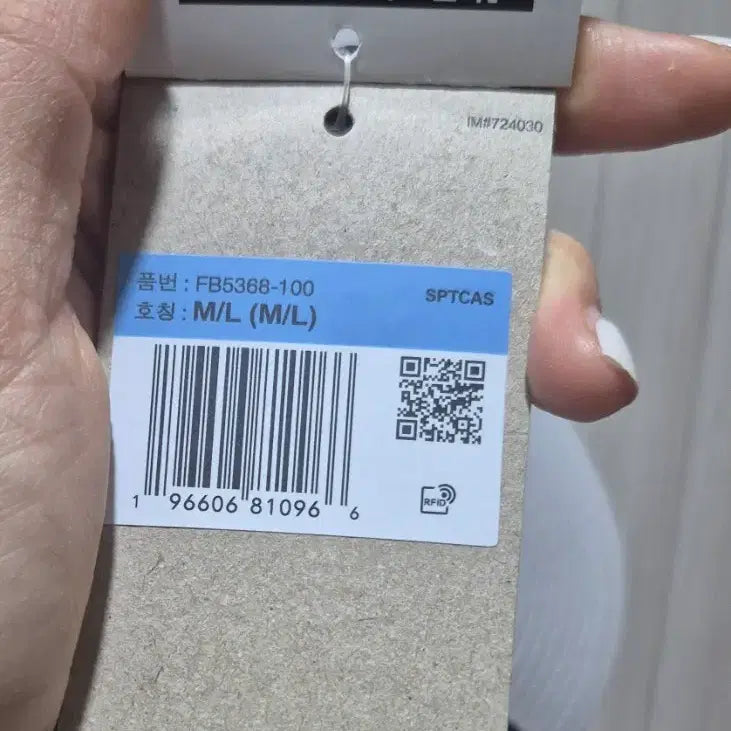 IM#724030
품번 : FB5368-100
호칭 : M/L (M/L)
SPTCAS
1 96606 81096 6
RFID